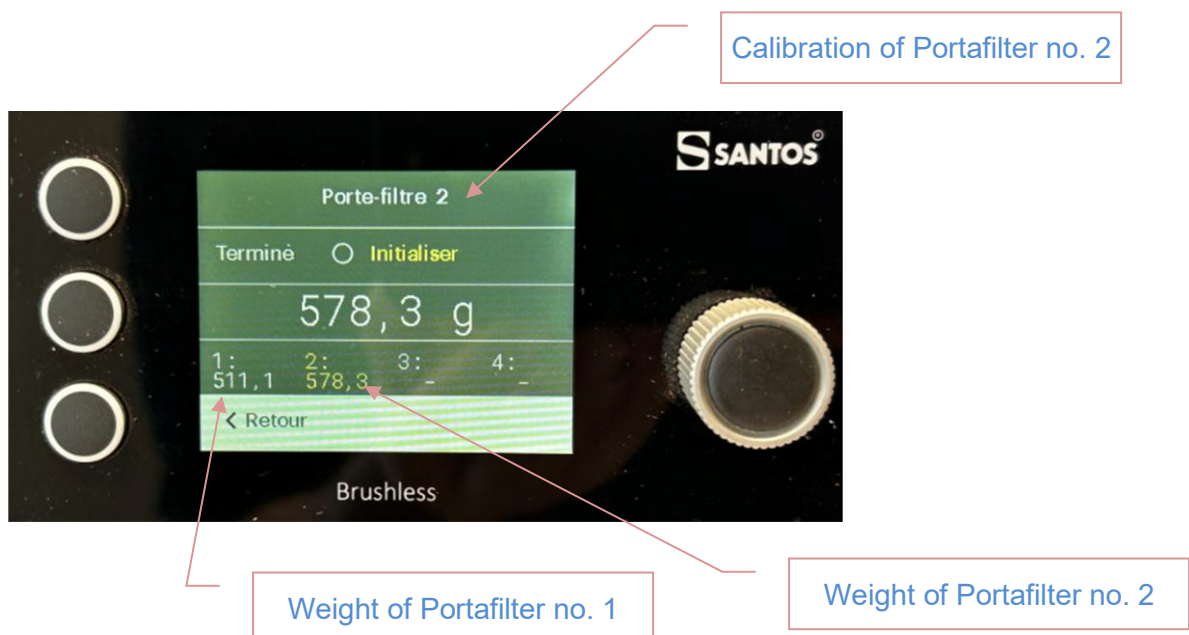 Calibration of Portafilter no. 2
SANTOS®
Porte-filtre 2
Terminé Initialiser
578,3 g
1: 2: 3: 4:
511,1 578,3 - -
< Retour
Brushless
Weight of Portafilter no. 1
Weight of Portafilter no. 2